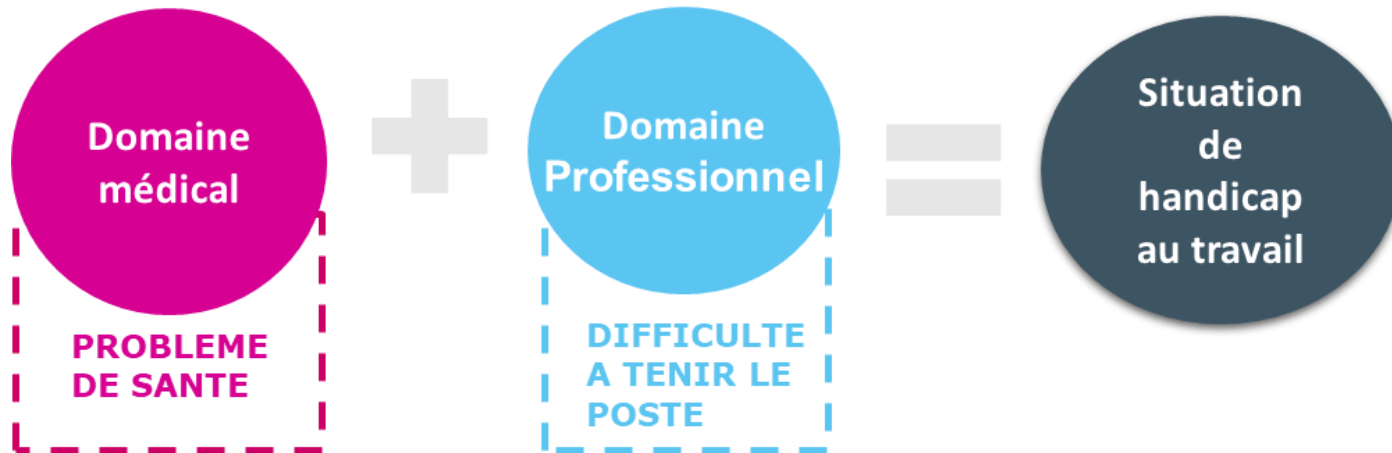 Domaine
médical
PROBLEME
DE SANTE
Domaine
Professionnel
DIFFICULTE
A TENIR LE
POSTE
Situation
de
handicap
au travail